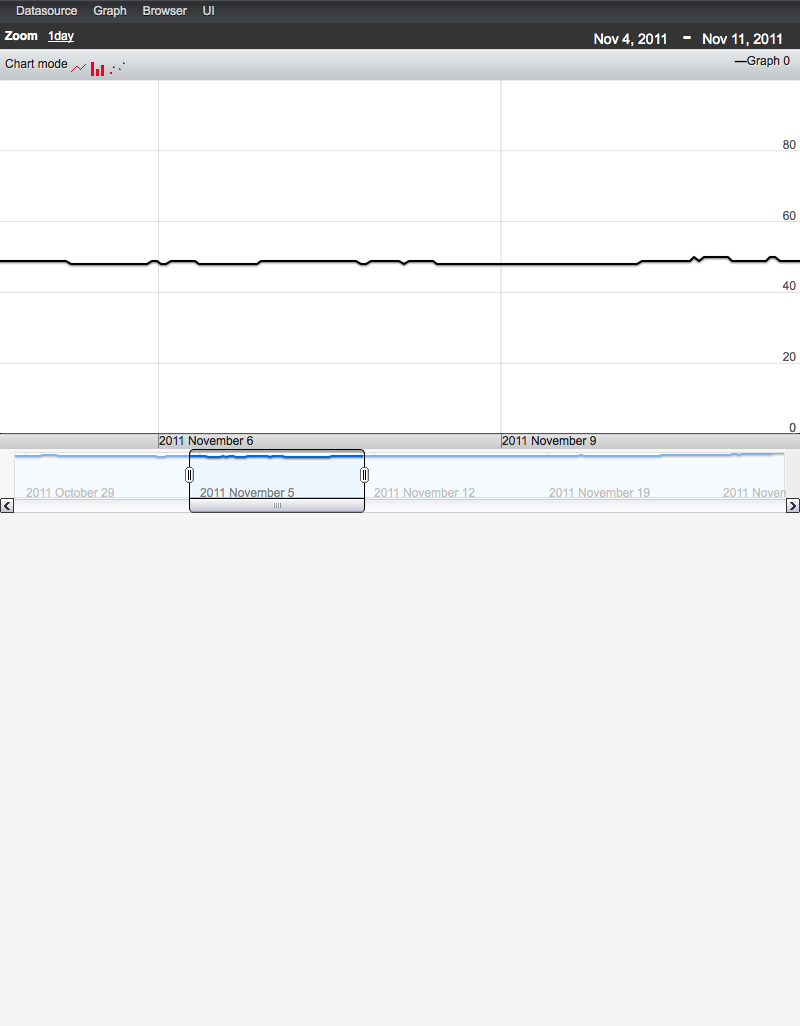 Datasource Graph Browser UI
Zoom 1day Nov 4, 2011 – Nov 11, 2011
Chart mode —Graph 0
80
60
40
20
0
2011 November 6 2011 November 9
2011 October 29 2011 November 5 2011 November 12 2011 November 19 2011 Noven